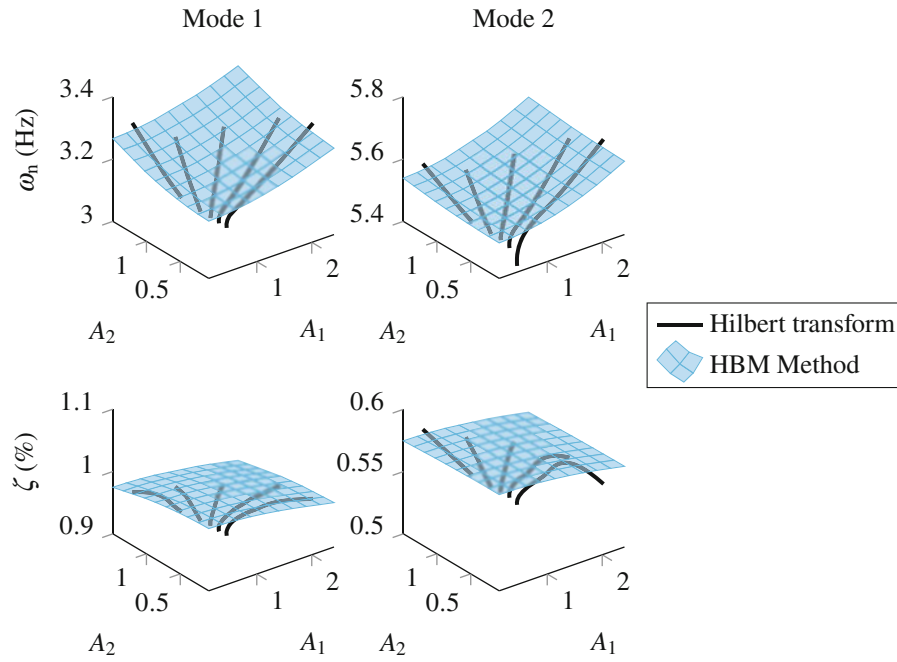 Mode 1 Mode 2
3.4 5.8
ωn (Hz) 3.2 5.6
3 5.4
1 0.5 1 2 1 0.5 1 2
A2 A1 A2 A1
Hilbert transform
HBM Method
1.1 0.6
ζ (%) 1 0.55
0.9 0.5
1 0.5 1 2 1 0.5 1 2
A2 A1 A2 A1